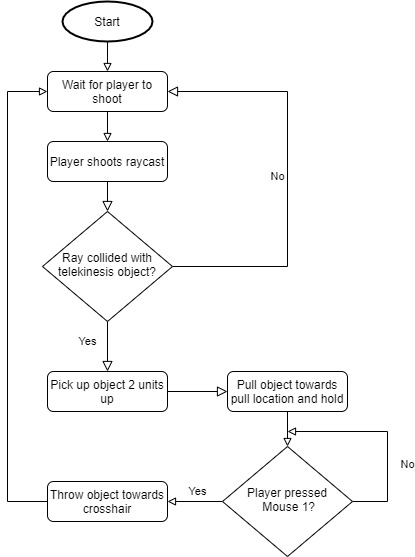 Start
Wait for player to
shoot
Player shoots raycast
No
Ray collided with
telekinesis object?
Yes
Pick up object 2 units
up
Pull object towards
pull location and hold
No
Player pressed
Mouse 1?
Yes
Throw object towards
crosshair